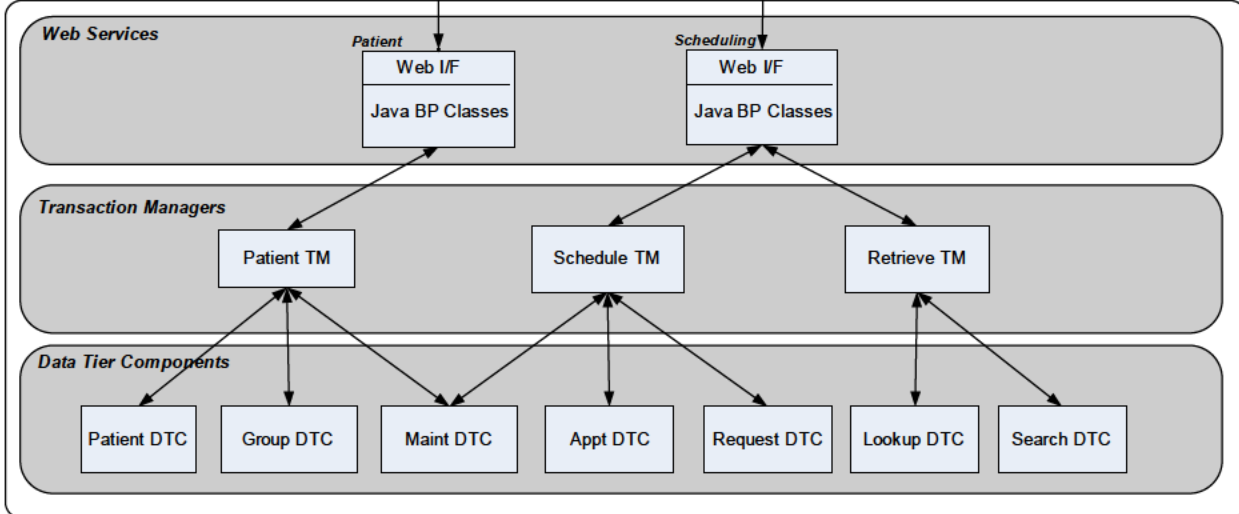 Web Services
Patient
Scheduling
Web I/F
Web I/F
Java BP Classes
Java BP Classes
Transaction Managers
Patient TM
Schedule TM
Retrieve TM
Data Tier Components
Patient DTC
Group DTC
Maint DTC
Appt DTC
Request DTC
Lookup DTC
Search DTC